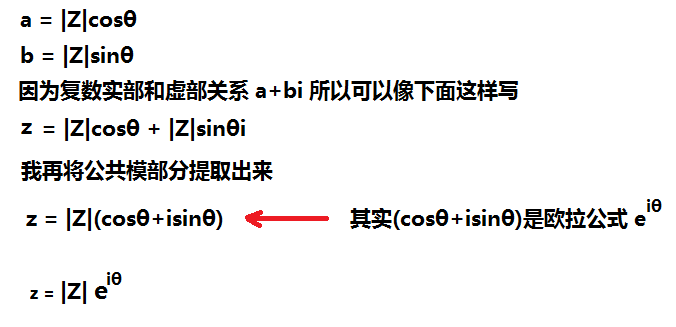 a = |Z|cosθ
b = |Z|sinθ
因为复数实部和虚部关系 a+bi 所以可以像下面这样写
z = |Z|cosθ + |Z|sinθi
我再将公共模部分提取出来
z = |Z|(cosθ+isinθ) 其实(cosθ+isinθ)是欧拉公式 e^iθ
z = |Z| e^iθ